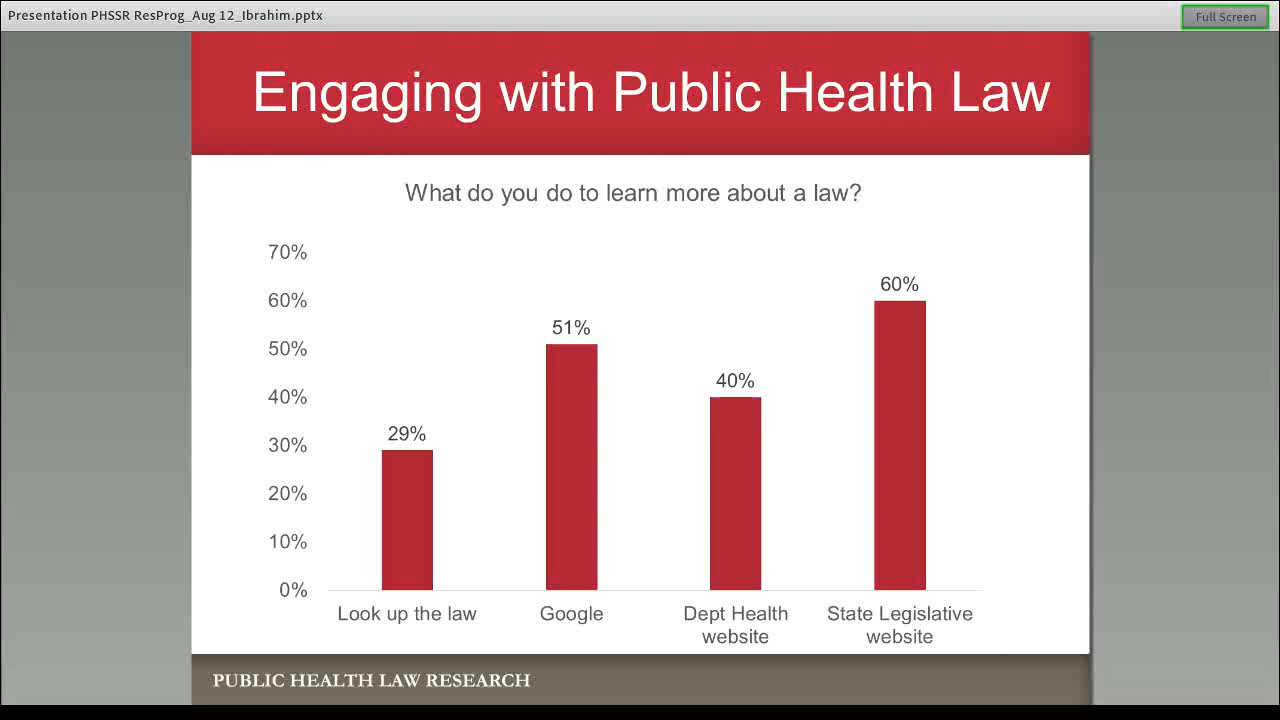 Presentation PHSSR ResProg_Aug 12_Ibrahim.pptx
Full Screen
Engaging with Public Health Law
What do you do to learn more about a law?
70%
60%
50%
40%
30%
20%
10%
0%
29%
51%
40%
60%
Look up the law
Google
Dept Health
website
State Legislative
website
PUBLIC HEALTH LAW RESEARCH